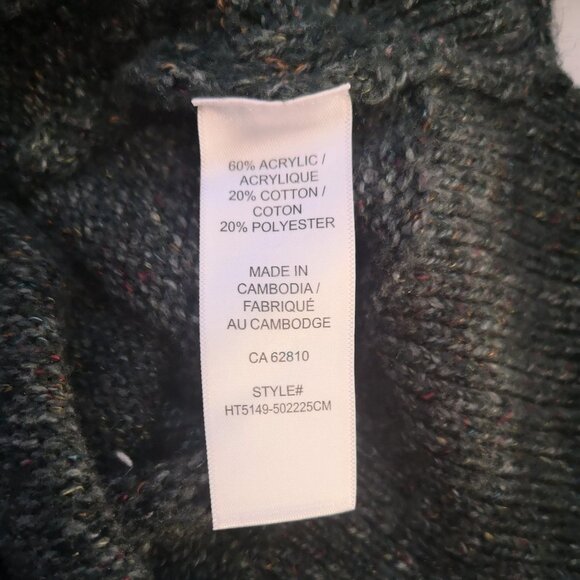 60% ACRYLIC /
ACRYLIQUE
20% COTTON /
COTON
20% POLYESTER
MADE IN
CAMBODIA /
FABRIQUÉ
AU CAMBODGE
CA 62810
STYLE#
HT5149-502225CM